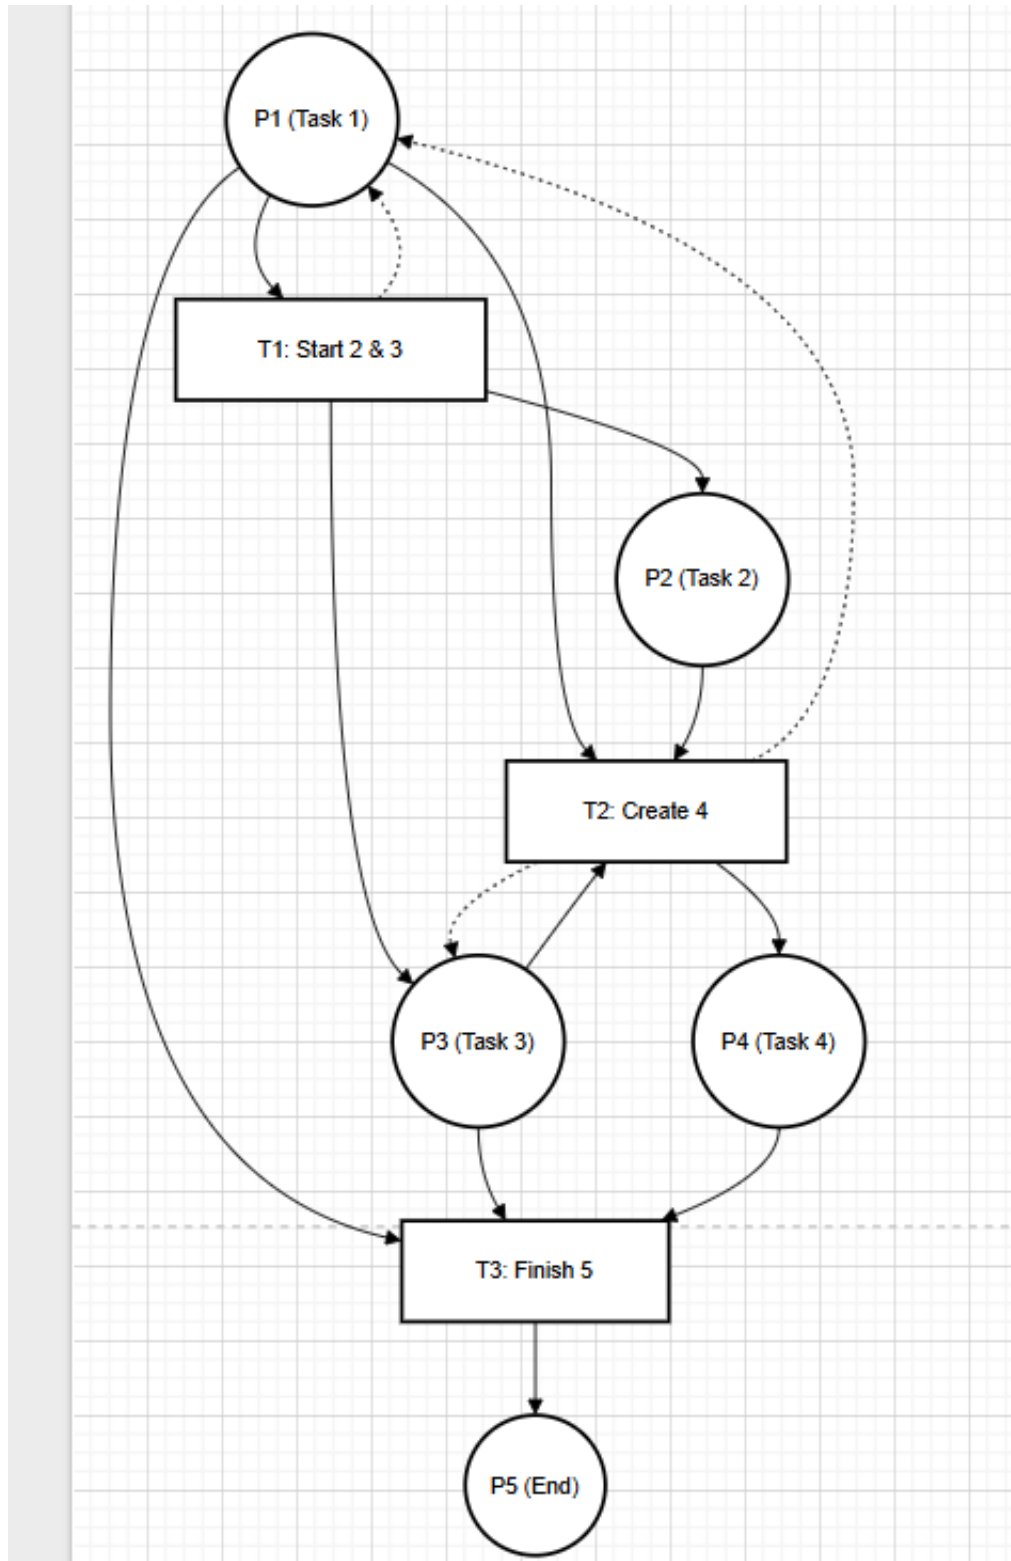 P1 (Task 1)
T1: Start 2 & 3
P2 (Task 2)
T2: Create 4
P3 (Task 3)
P4 (Task 4)
T3: Finish 5
P5 (End)